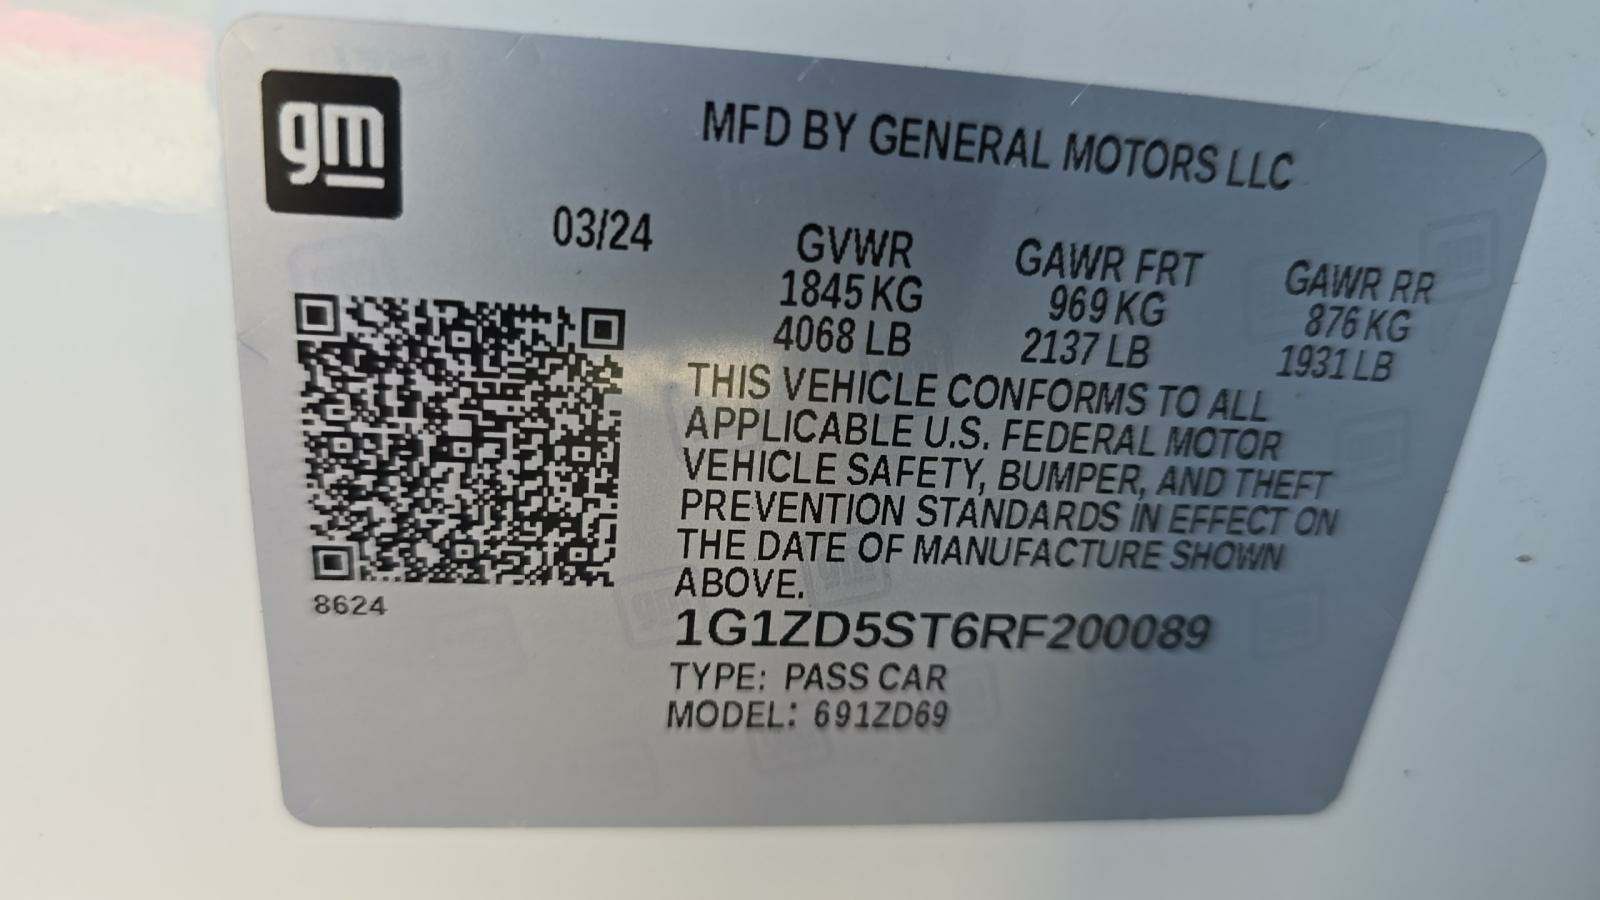 gm
MFD BY GENERAL MOTORS LLC
03/24
GVWR GAWR FRT GAWR RR
1845 KG 969 KG 876 KG
4068 LB 2137 LB 1931 LB
THIS VEHICLE CONFORMS TO ALL
APPLICABLE U.S. FEDERAL MOTOR
VEHICLE SAFETY, BUMPER, AND THEFT
PREVENTION STANDARDS IN EFFECT ON
THE DATE OF MANUFACTURE SHOWN
ABOVE.
8624
1G1ZD5ST6RF200089
TYPE: PASS CAR
MODEL: 691ZD69